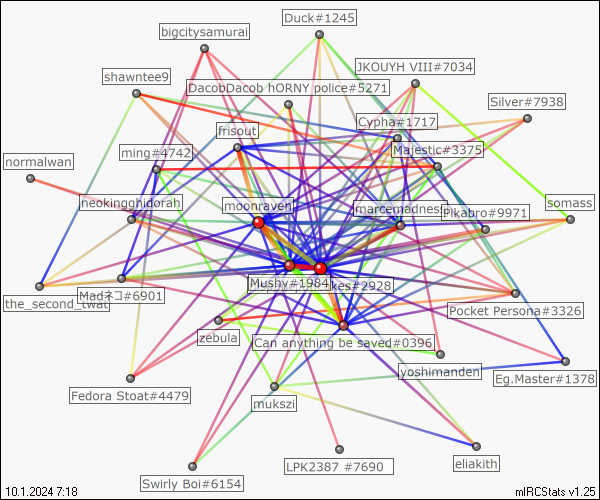 Duck#1245
bigcitysamurai
JKOUYH VIII#7034
shawntee9
DacobDacob hORNY police#5271
Silver#7938
Cypha#1717
frisout
ming#4742
Majestic#3375
normalwan
neokingghidorah
moonraven
marcemadness
Pikabro#9971
somass
Mushy#1984
kes#2928
Madネコ#6901
the_second_twat
Pocket Persona#3326
zebula
Can anything be saved#0396
yoshimanden
Eg.Master#1378
Fedora Stoat#4479
mukszi
eliakith
LPK2387 #7690
Swirly Boi#6154
10.1.2024 7:18
mIRCStats v1.25